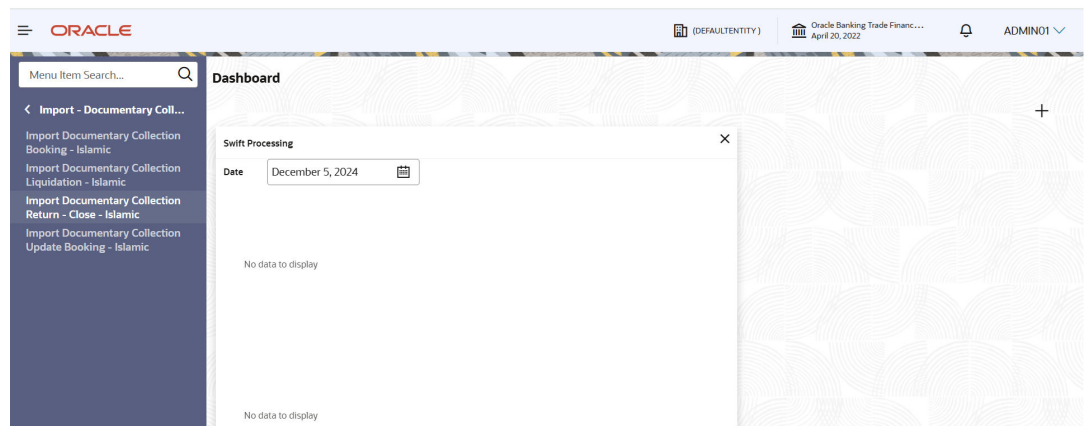 ORACLE
(DEFAULTENTITY)
Oracle Banking Trade Financ...
April 20, 2022
ADMIN01
Menu Item Search...
Import - Documentary Coll...
Import Documentary Collection
Booking - Islamic
Import Documentary Collection
Liquidation - Islamic
Import Documentary Collection
Return - Close - Islamic
Import Documentary Collection
Update Booking - Islamic
Dashboard
Swift Processing
Date
December 5, 2024
No data to display
No data to display